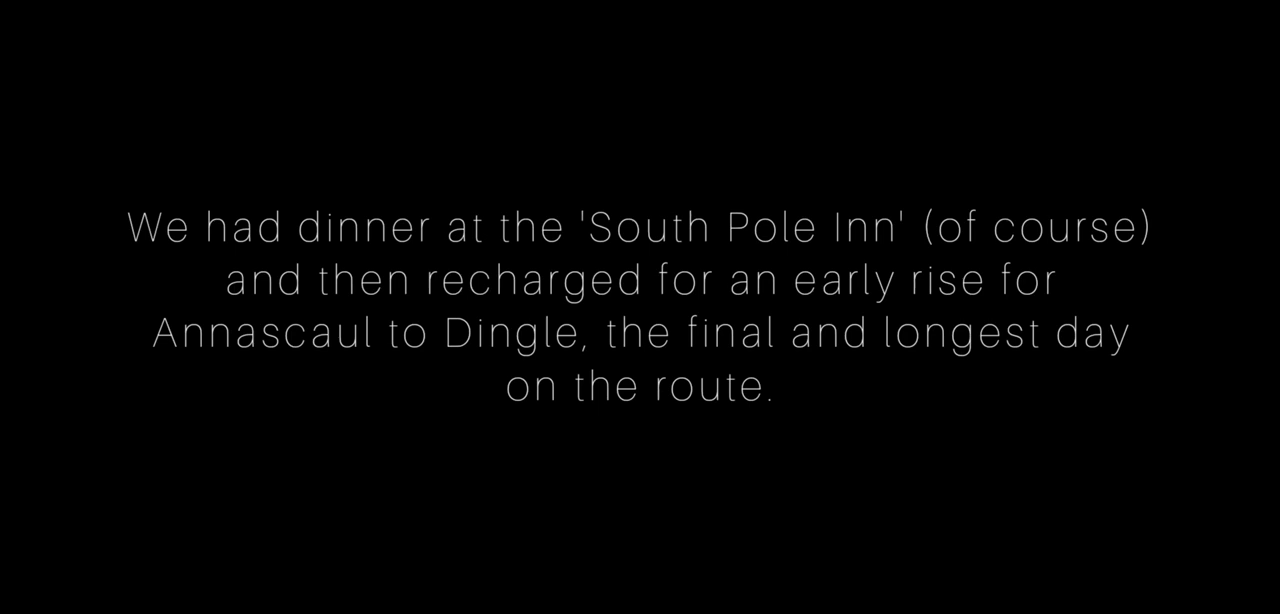 We had dinner at the 'South Pole Inn' (of course)
and then recharged for an early rise for
Annascaul to Dingle, the final and longest day
on the route.